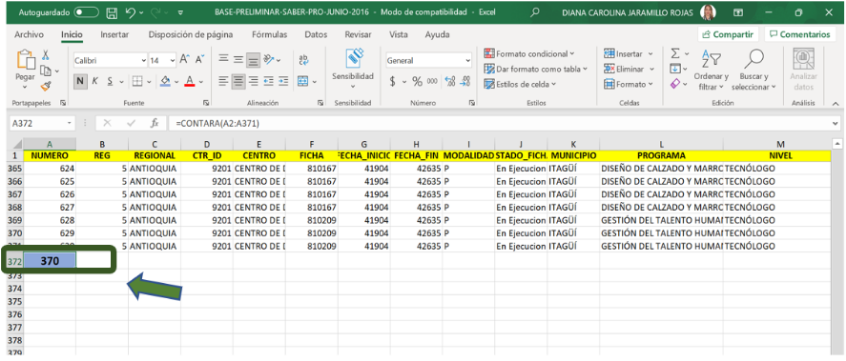 Autoguardado BASE-PRELIMINAR-SABER-PRO-JUNIO-2016 - Modo de compatibilidad - Excel DIANA CAROLINA JARAMILLO ROJAS
Archivo Inicio Insertar Disposición de página Fórmulas Datos Revisar Vista Ayuda Compartir Comentarios
Pegar Calibri 14 A A General Sensibilidad Formato condicional Insertar Ordenar y filtrar Buscar y seleccionar Analizar datos
N K S $ % 000 Dar formato como tabla Eliminar
Estilos de celda Formato
Portapapeles Fuente Alineación Sensibilidad Número Estilos Celdas Edición Análisis
A372 fx =CONTARA(A2:A371)
A B C D E F G H I J K L M
1 NUMERO REG REGIONAL CTR_ID CENTRO FICHA FECHA_INICIC FECHA_FIN MODALIDAD STADO_FICH. MUNICIPIO PROGRAMA NIVEL
365 624 5 ANTIOQUIA 9201 CENTRO DE 810167 41904 42635 P En Ejecucion ITAGÜÍ DISEÑO DE CALZADO Y MARRC TECNÓLOGO
366 625 5 ANTIOQUIA 9201 CENTRO DE 810167 41904 42635 P En Ejecucion ITAGÜÍ DISEÑO DE CALZADO Y MARRC TECNÓLOGO
367 626 5 ANTIOQUIA 9201 CENTRO DE 810167 41904 42635 P En Ejecucion ITAGÜÍ DISEÑO DE CALZADO Y MARRC TECNÓLOGO
368 627 5 ANTIOQUIA 9201 CENTRO DE 810167 41904 42635 P En Ejecucion ITAGÜÍ DISEÑO DE CALZADO Y MARRC TECNÓLOGO
369 628 5 ANTIOQUIA 9201 CENTRO DE 810209 41904 42635 P En Ejecucion ITAGÜÍ GESTIÓN DEL TALENTO HUMAI TECNÓLOGO
370 629 5 ANTIOQUIA 9201 CENTRO DE 810209 41904 42635 P En Ejecucion ITAGÜÍ GESTIÓN DEL TALENTO HUMAI TECNÓLOGO
5 ANTIOQUIA 9201 CENTRO DE 810209 41904 42635 P En Ejecucion ITAGÜÍ GESTIÓN DEL TALENTO HUMAI TECNÓLOGO
372 370
373
374
375
376
377
378
379